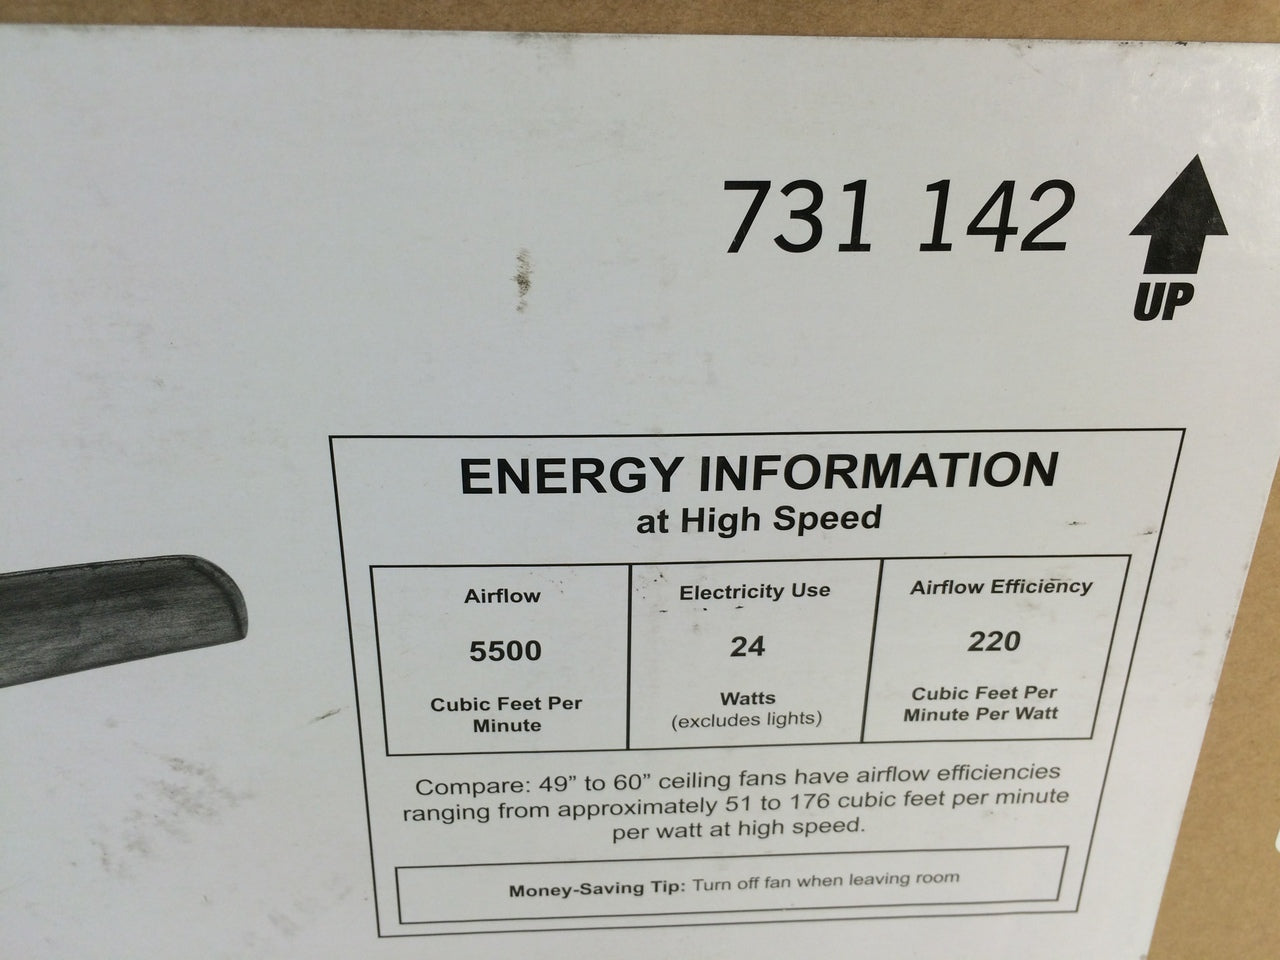 731 142
UP
ENERGY INFORMATION
at High Speed
Airflow
5500
Cubic Feet Per
Minute
Electricity Use
24
Watts
(excludes lights)
Airflow Efficiency
220
Cubic Feet Per
Minute Per Watt
Compare: 49” to 60” ceiling fans have airflow efficiencies
ranging from approximately 51 to 176 cubic feet per minute
per watt at high speed.
Money-Saving Tip: Turn off fan when leaving room